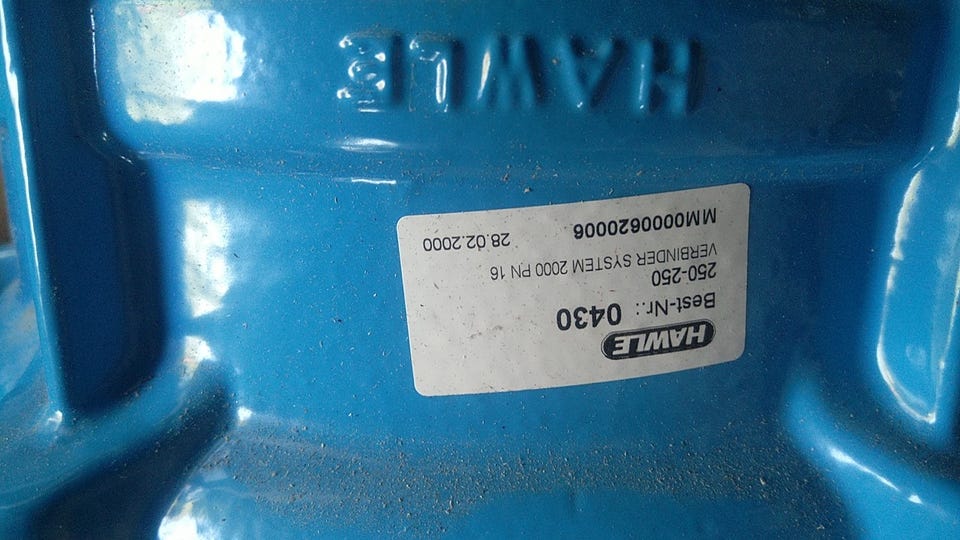 HAWLE
HAWLE
Best-Nr.: 0430
250-250
VERBINDER SYSTEM 2000 PN 16
MM0000620006 28.02.2000